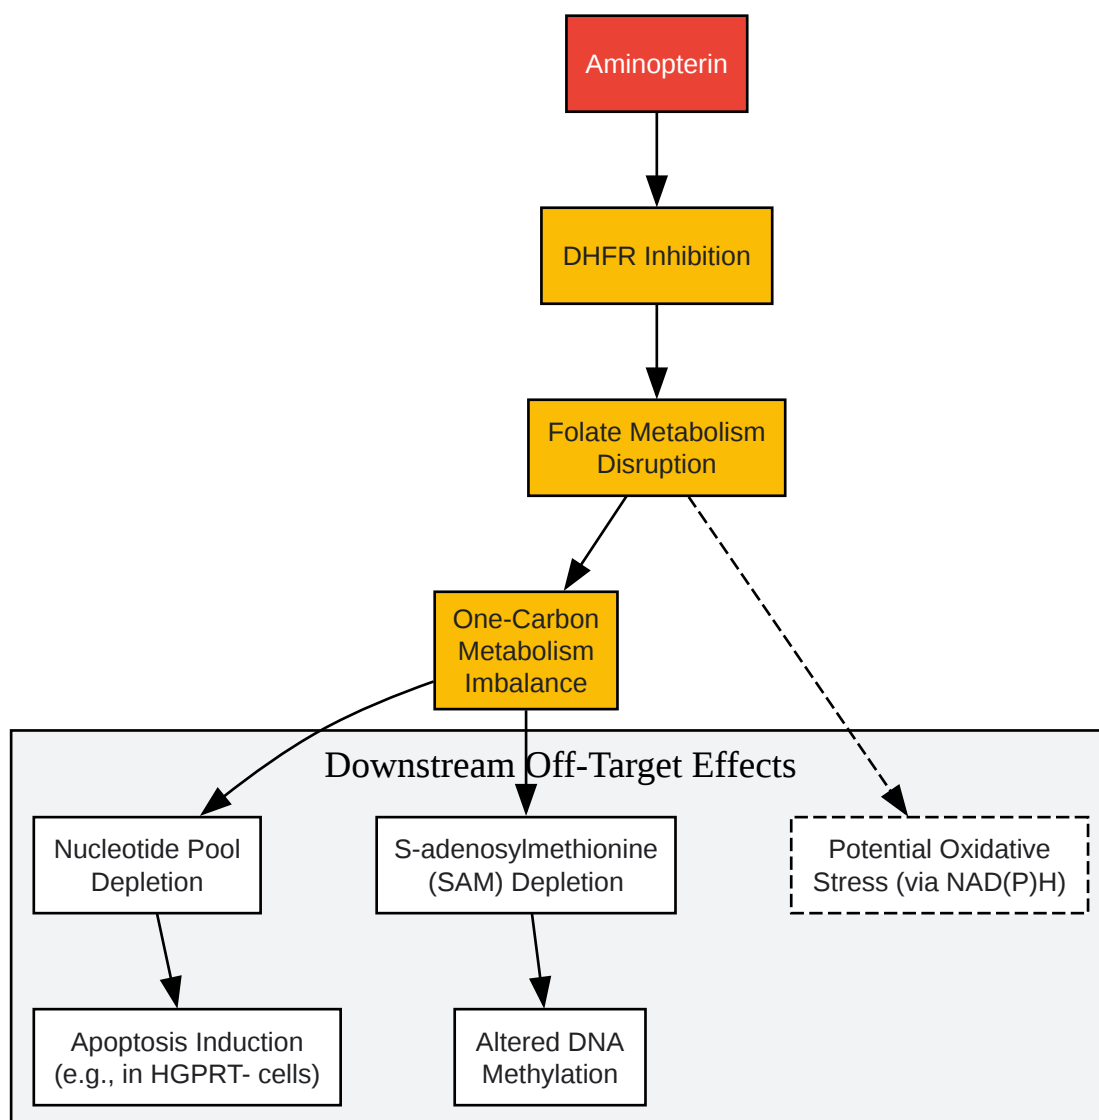 Aminopterin
DHFR Inhibition
Folate Metabolism
Disruption
One-Carbon
Metabolism
Imbalance
Downstream Off-Target Effects
Nucleotide Pool
Depletion
S-adenosylmethionine
(SAM) Depletion
Potential Oxidative
Stress (via NAD(P)H)
Apoptosis Induction
(e.g., in HGPRT- cells)
Altered DNA
Methylation